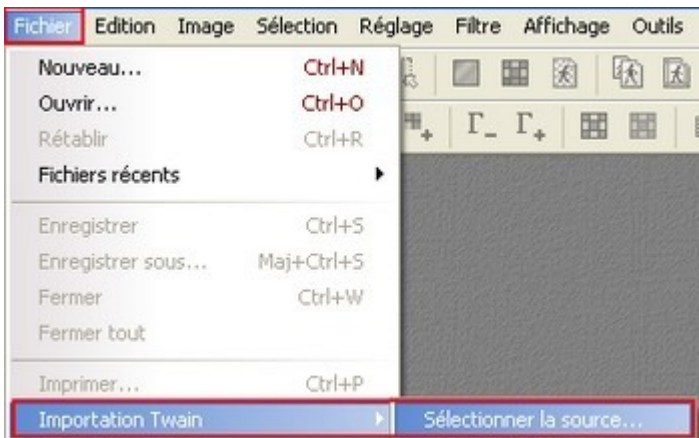 Fichier Edition Image Sélection Réglage Filtre Affichage Outils
Nouveau... Ctrl+N
Ouvrir... Ctrl+O
Rétablir Ctrl+R
Fichiers récents
Enregistrer Ctrl+S
Enregistrer sous... Maj+Ctrl+S
Fermer Ctrl+W
Fermer tout
Imprimer... Ctrl+P
Importation Twain Sélectionner la source...